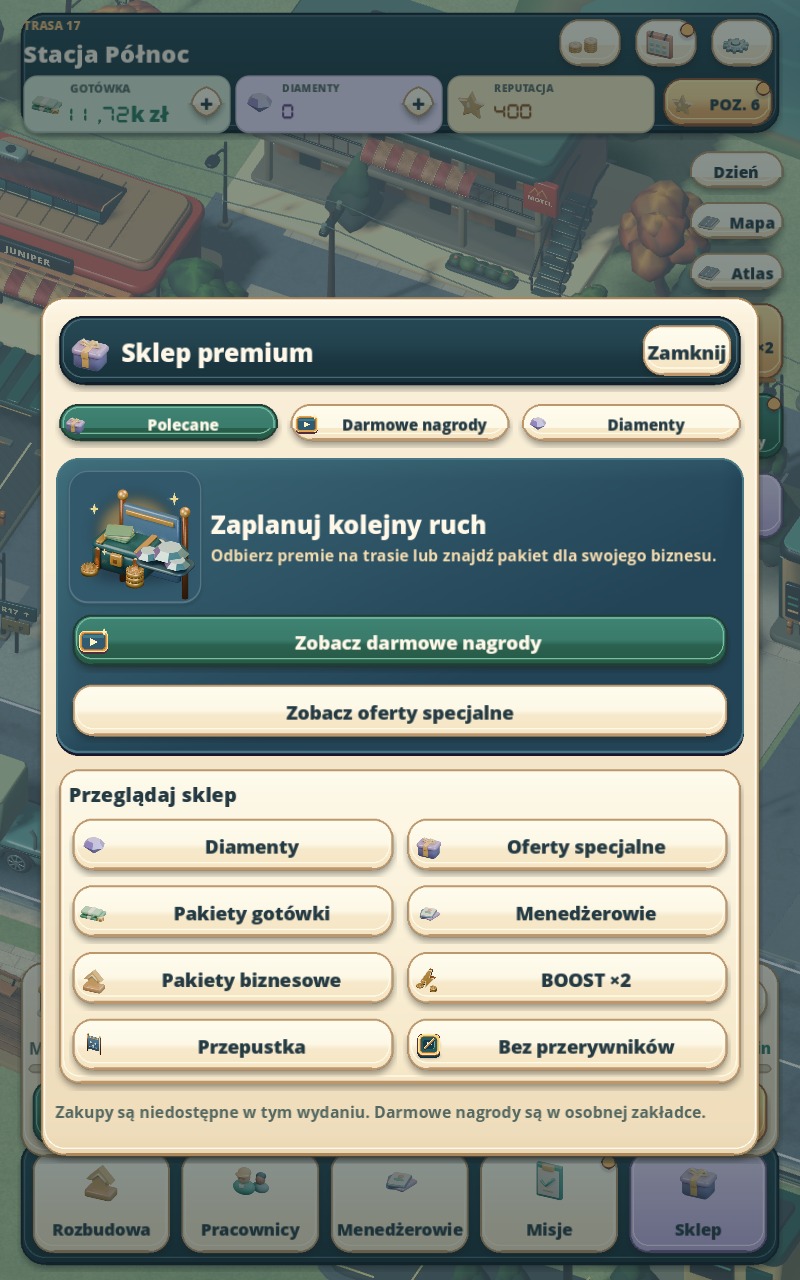 TRASA 17
Stacja Północ
GOTÓWKA
11,72k zł
DIAMENTY
0
REPUTACJA
400
POZ. 6
Dzień
MOTEL
Mapa
JUNIPER
Atlas
×2
Sklep premium
Zamknij
Polecane
Darmowe nagrody
Diamenty
Zaplanuj kolejny ruch
Odbierz premie na trasie lub znajdź pakiet dla swojego biznesu.
Zobacz darmowe nagrody
Zobacz oferty specjalne
Przeglądaj sklep
Diamenty
Oferty specjalne
Pakiety gotówki
Menedżerowie
Pakiety biznesowe
BOOST ×2
Przepustka
Bez przerywników
Zakupy są niedostępne w tym wydaniu. Darmowe nagrody są w osobnej zakładce.
Rozbudowa
Pracownicy
Menedżerowie
Misje
Sklep